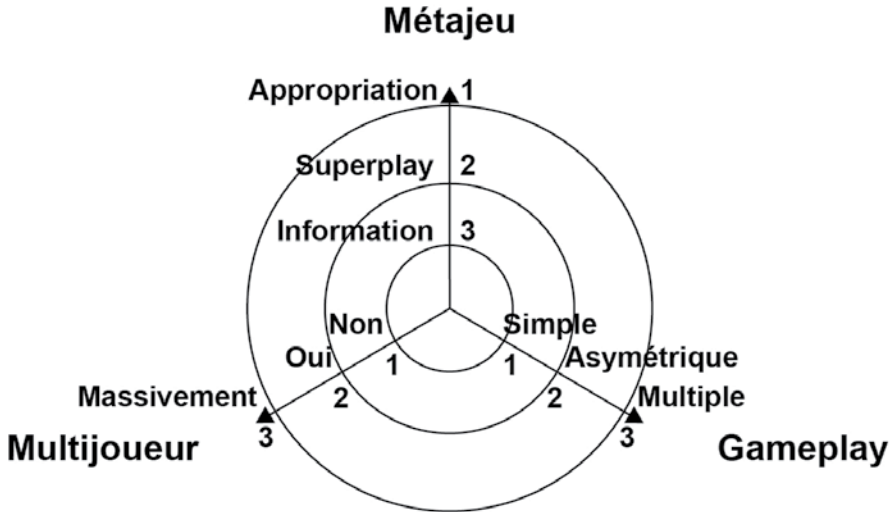 Métajeu
Appropriation 1
Superplay 2
Information 3
Non Simple
Oui 1 1 Asymétrique
Massivement 2 2 Multiple
3 3
Multijoueur Gameplay